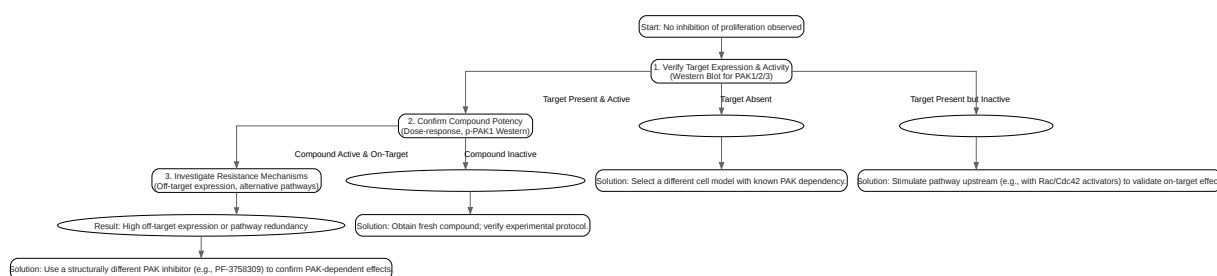 Start: No inhibition of proliferation observed
1. Verify Target Expression & Activity
(Western Blot for PAK1/2/3)
Target Present & Active
Target Absent
Target Present but Inactive
2. Confirm Compound Potency
(Dose-response, p-PAK1 Western)
Compound Active & On-Target
Compound Inactive
3. Investigate Resistance Mechanisms
(Off-target expression, alternative pathways)
Solution: Select a different cell model with known PAK dependency.
Solution: Stimulate pathway upstream (e.g., with Rac/Cdc42 activators) to validate on-target effec
Result: High off-target expression or pathway redundancy
Solution: Obtain fresh compound; verify experimental protocol.
Solution: Use a structurally different PAK inhibitor (e.g., PF-3758309) to confirm PAK-dependent effects.